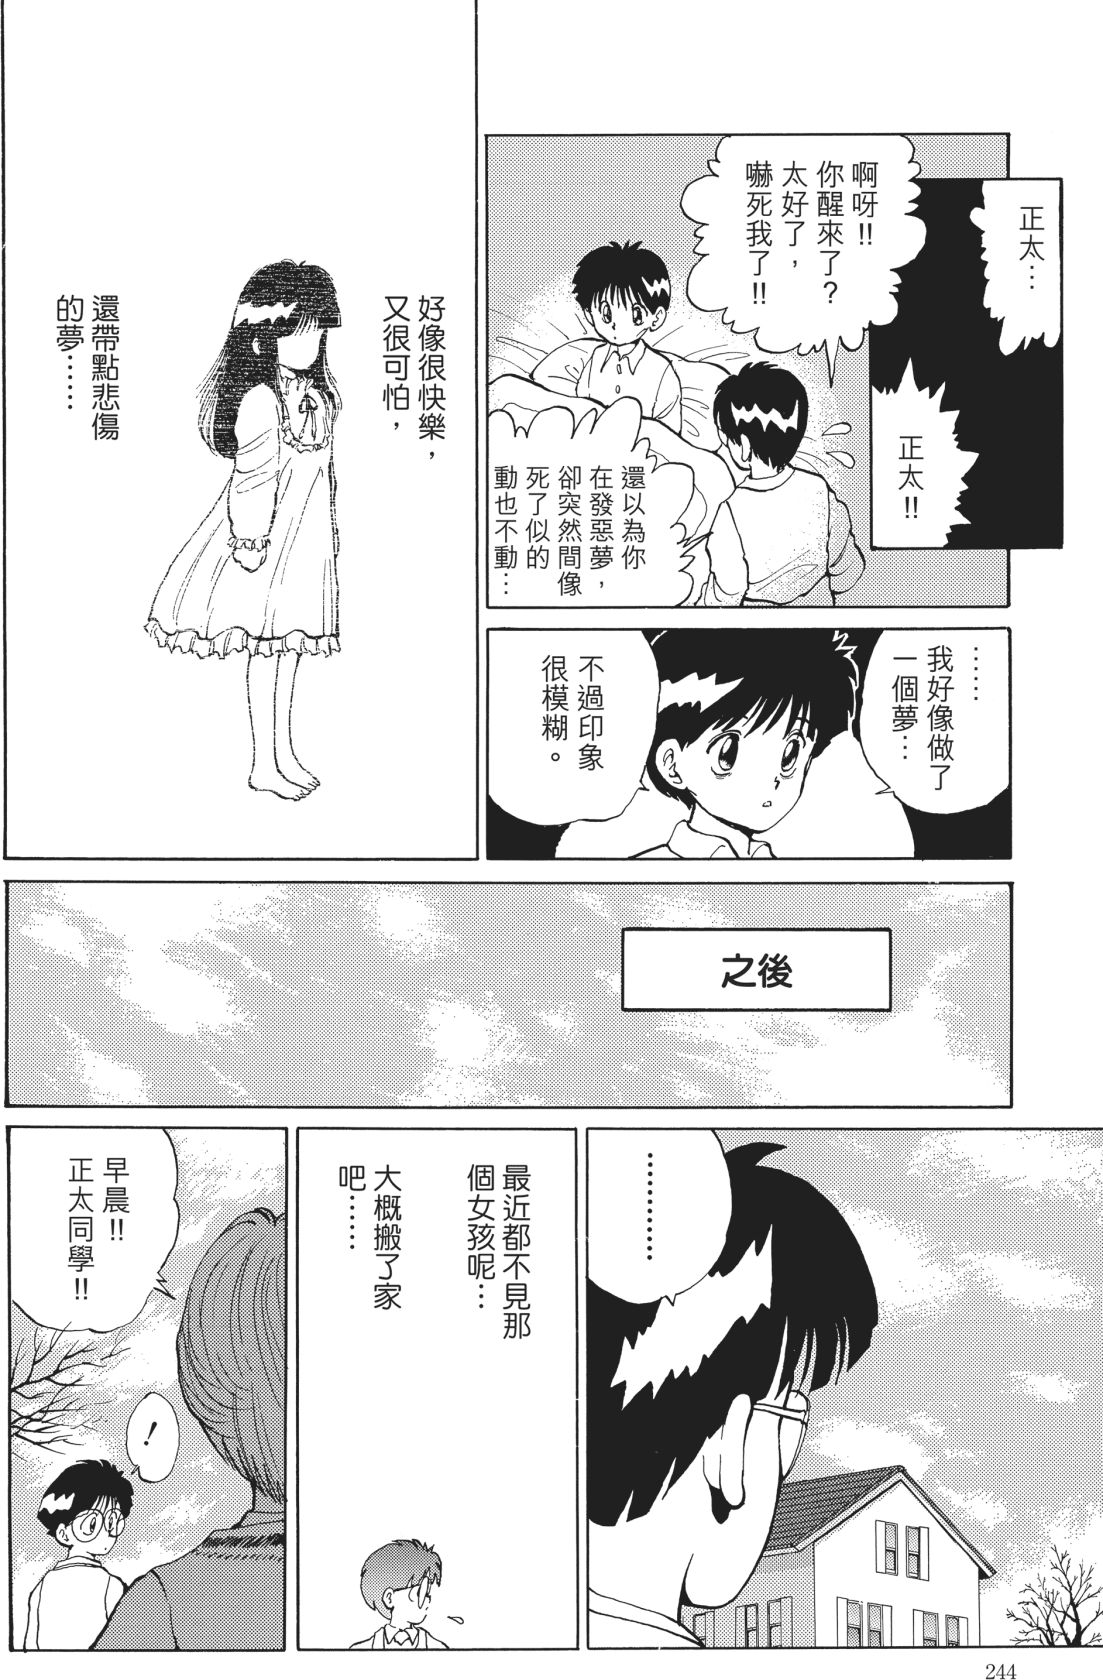 正太…
正太!!
啊呀!!
你醒來了?
太好了，
嚇死我了!!
還以為你
在發惡夢，
卻突然間像
死了似的
動也不動…
……
我好像做了
一個夢…
不過印象
很模糊。
好像很快樂，
又很可怕，
還帶點悲傷
的夢……
之後
…………
最近都不見那
個女孩呢…
大概搬了家
吧……
早晨!!
正太同學!!
!
244